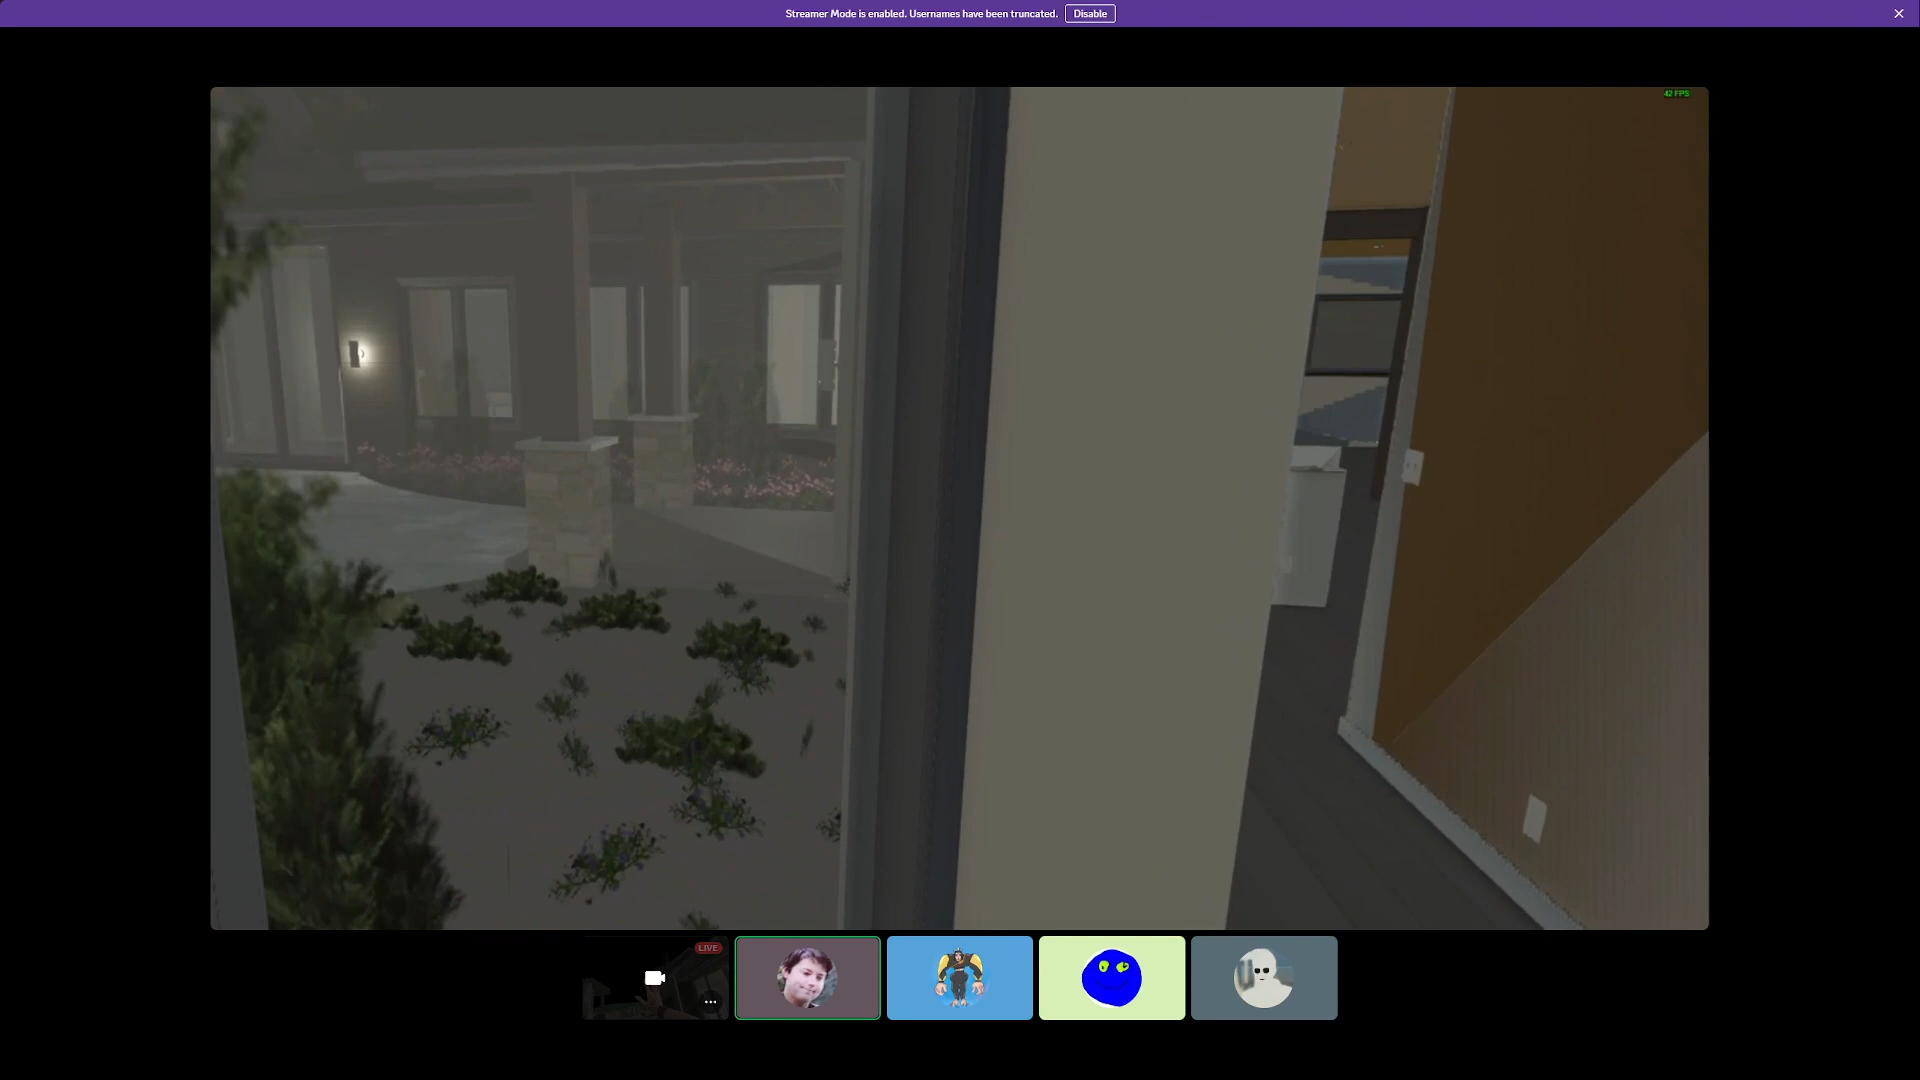 Streamer Mode is enabled. Usernames have been truncated. Disable
42 FPS
LIVE